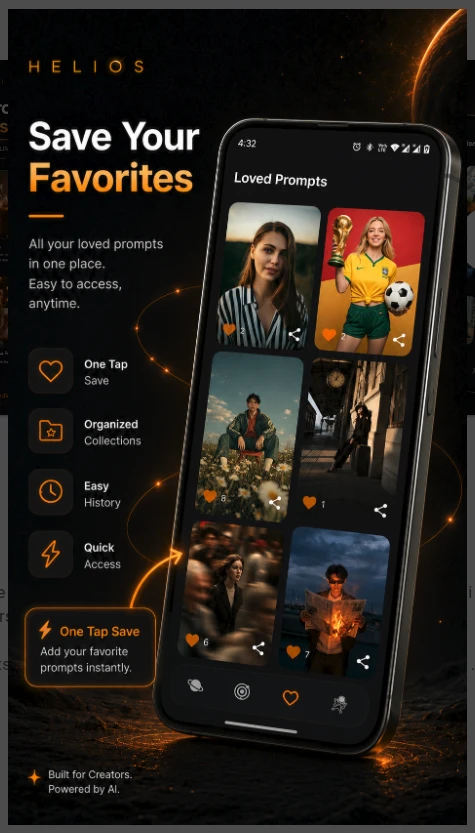 HELIOS
Save Your
Favorites
All your loved prompts
in one place.
Easy to access,
anytime.
One Tap
Save
Organized
Collections
Easy
History
Quick
Access
One Tap Save
Add your favorite
prompts instantly.
Built for Creators.
Powered by AI.
4:32
Loved Prompts
2
2
6
1
6
7